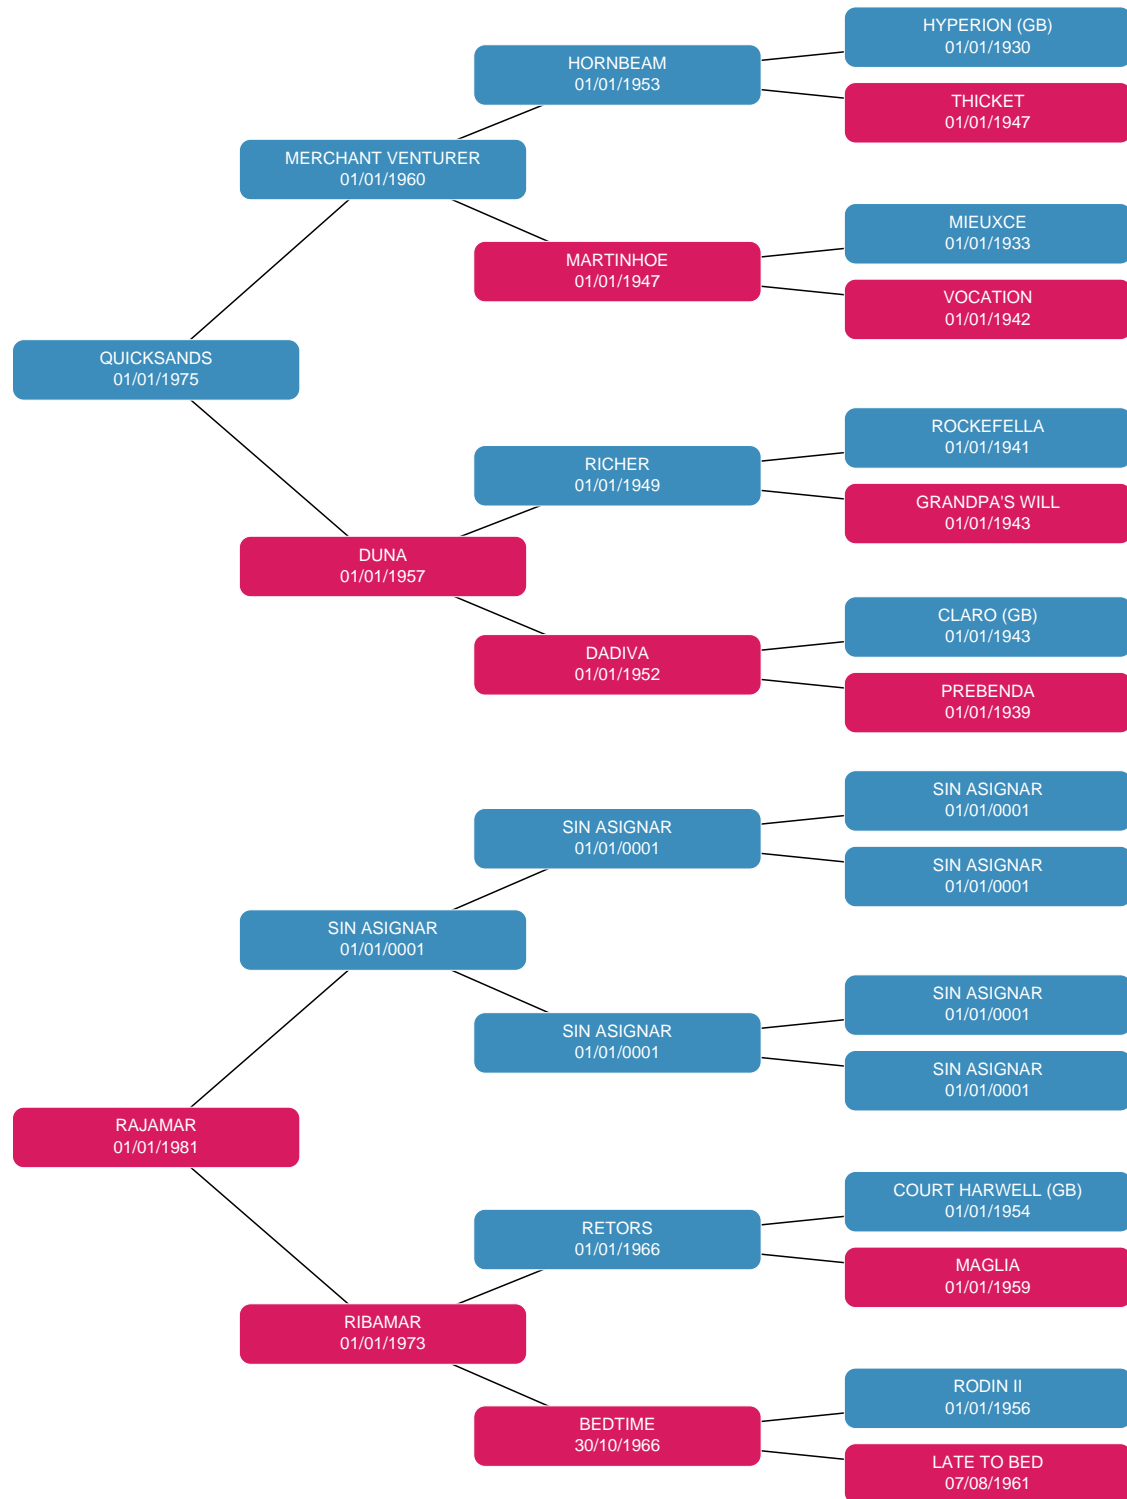 HYPERION (GB)
01/01/1930
HORNBEAM
01/01/1953
THICKET
01/01/1947
MERCHANT VENTURER
01/01/1960
MIEUXCE
01/01/1933
MARTINHOE
01/01/1947
VOCATION
01/01/1942
QUICKSANDS
01/01/1975
ROCKEFELLA
01/01/1941
RICHER
01/01/1949
GRANDPA'S WILL
01/01/1943
DUNA
01/01/1957
CLARO (GB)
01/01/1943
DADIVA
01/01/1952
PREBENDA
01/01/1939
SIN ASIGNAR
01/01/0001
SIN ASIGNAR
01/01/0001
SIN ASIGNAR
01/01/0001
SIN ASIGNAR
01/01/0001
SIN ASIGNAR
01/01/0001
SIN ASIGNAR
01/01/0001
SIN ASIGNAR
01/01/0001
RAJAMAR
01/01/1981
COURT HARWELL (GB)
01/01/1954
RETORS
01/01/1966
MAGLIA
01/01/1959
RIBAMAR
01/01/1973
RODIN II
01/01/1956
BEDTIME
30/10/1966
LATE TO BED
07/08/1961